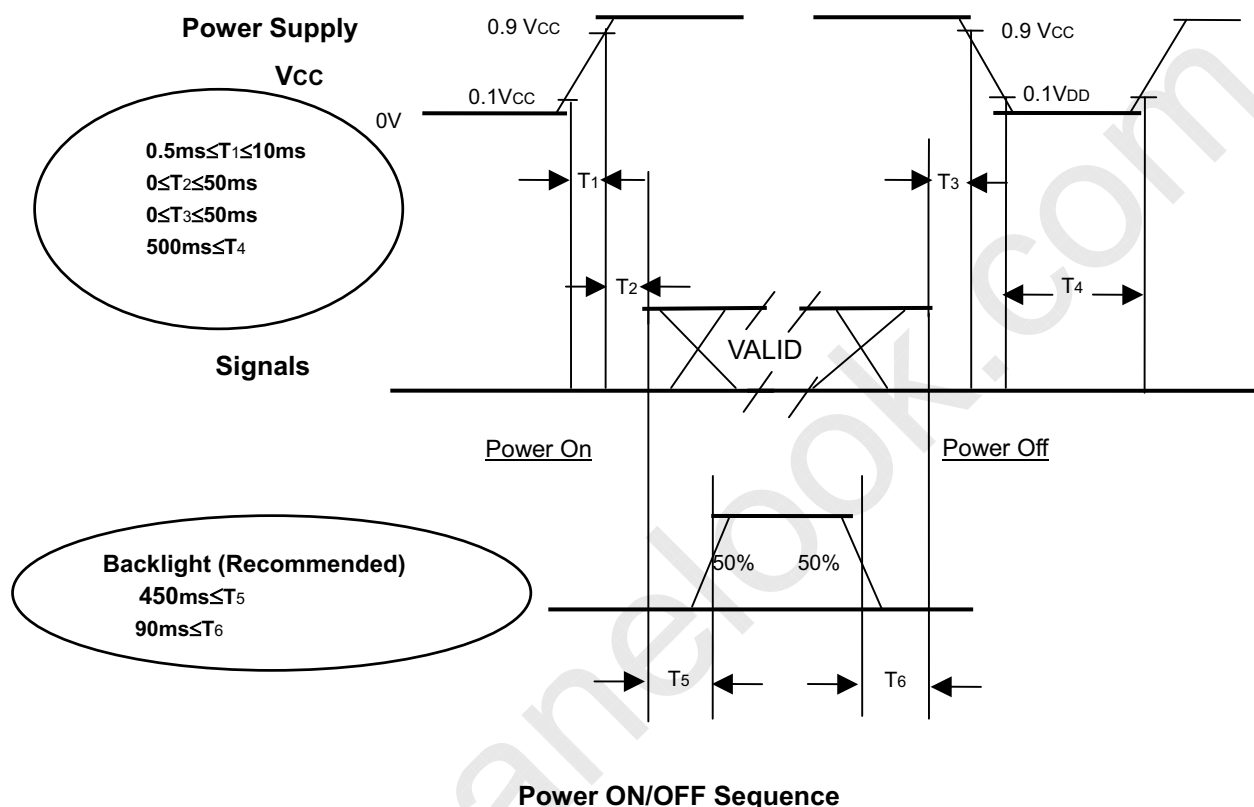 Power Supply
0.9 Vcc
0.9 Vcc
Vcc
0.1Vcc
0.1VDD
0V
0.5ms≤T1≤10ms
0≤T2≤50ms
0≤T3≤50ms
500ms≤T4
T1
T3
T2
T4
VALID
Signals
Power On
Power Off
Backlight (Recommended)
450ms≤T5
90ms≤T6
50%
50%
T5
T6
Power ON/OFF Sequence
anelook.com